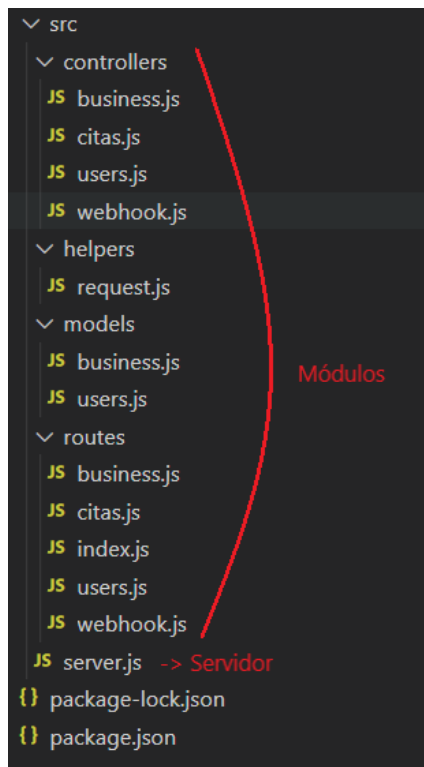 src
controllers
JS business.js
JS citas.js
JS users.js
JS webhook.js
helpers
JS request.js
models
JS business.js
JS users.js
Módulos
routes
JS business.js
JS citas.js
JS index.js
JS users.js
JS webhook.js
JS server.js -> Servidor
{} package-lock.json
{} package.json